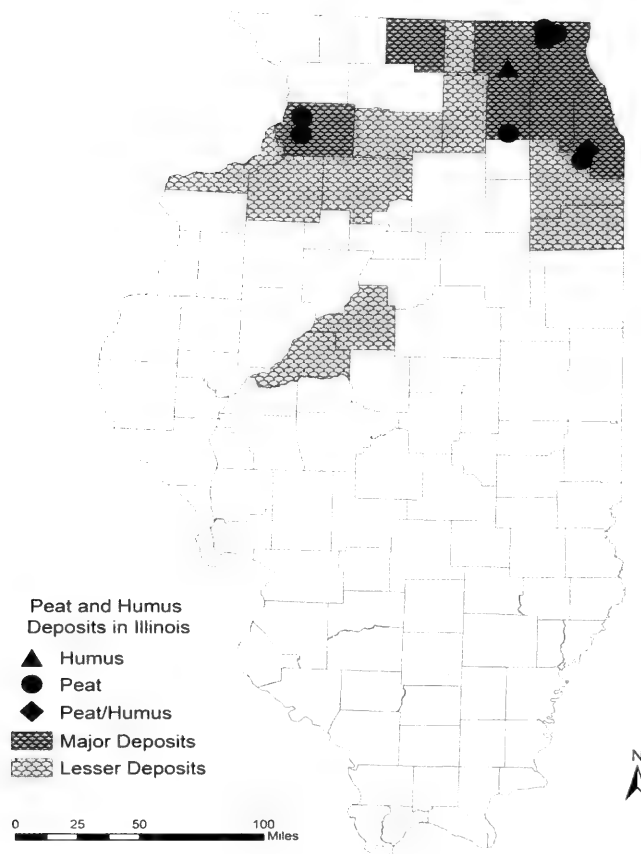 Peat and Humus
Deposits in Illinois
Humus
Peat
Peat/Humus
Major Deposits
Lesser Deposits
N
0 25 50 100
Miles